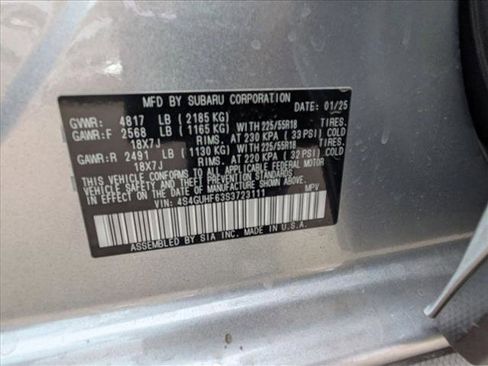 MFD BY SUBARU CORPORATION 01/25
GVWR: 4817 LB (2185 KG)
GAWR:F 2568 LB (1165 KG) WITH 225/55R18 TIRES.
18X7J RIMS. AT 230 KPA (33 PSI) COLD
GAWR:R 2491 LB (1130 KG) WITH 225/55R18 TIRES.
18X7J RIMS. AT 220 KPA (32 PSI) COLD
THIS VEHICLE CONFORMS TO ALL APPLICABLE FEDERAL MOTOR
VEHICLE SAFETY AND THEFT PREVENTION STANDARDS
IN EFFECT ON THE DATE OF MANUFACTURE SHOWN ABOVE.
VIN: 4S4GUHF63S3723111 MPV
ASSEMBLED BY SIA INC. MADE IN U.S.A.